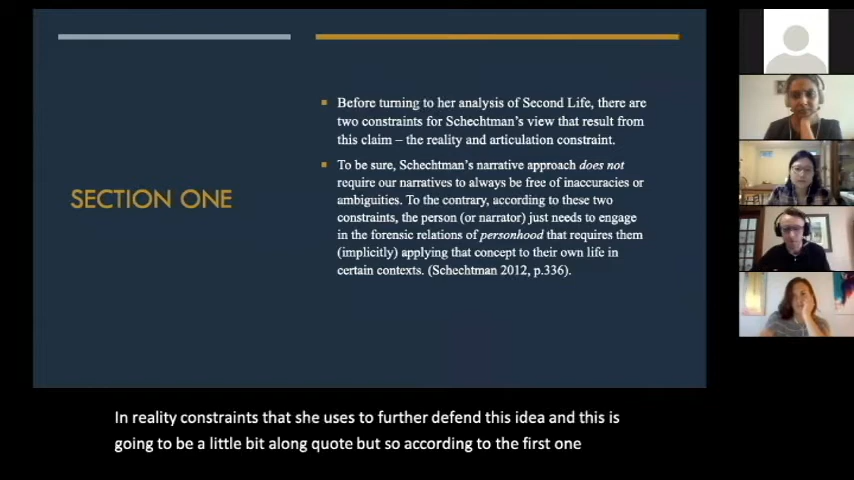 SECTION ONE
Before turning to her analysis of Second Life, there are
two constraints for Schechtman's view that result from
this claim – the reality and articulation constraint.
To be sure, Schechtman's narrative approach does not
require our narratives to always be free of inaccuracies or
ambiguities. To the contrary, according to these two
constraints, the person (or narrator) just needs to engage
in the forensic relations of personhood that requires them
(implicitly) applying that concept to their own life in
certain contexts. (Schechtman 2012, p.336).
In reality constraints that she uses to further defend this idea and this is
going to be a little bit along quote but so according to the first one